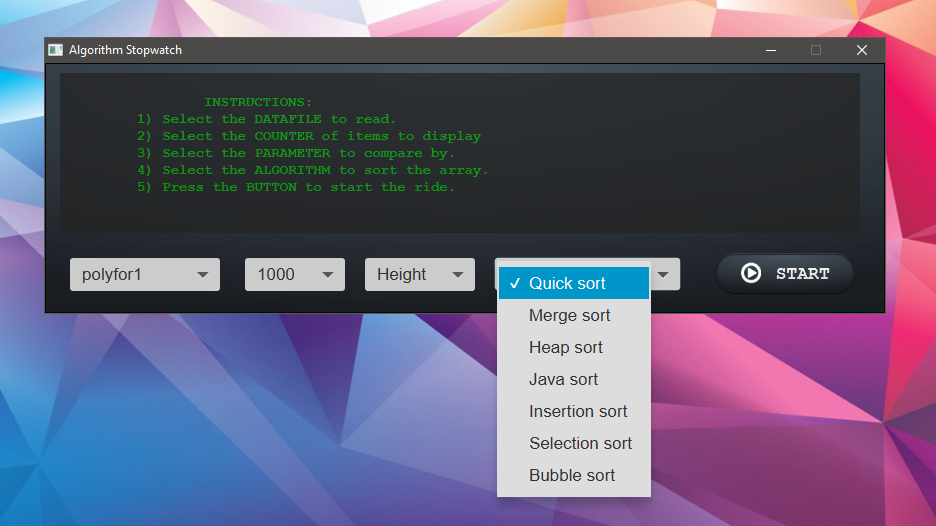 Algorithm Stopwatch
INSTRUCTIONS:
1) Select the DATAFILE to read.
2) Select the COUNTER of items to display
3) Select the PARAMETER to compare by.
4) Select the ALGORITHM to sort the array.
5) Press the BUTTON to start the ride.
polyfor1
1000
Height
START
Quick sort
Merge sort
Heap sort
Java sort
Insertion sort
Selection sort
Bubble sort